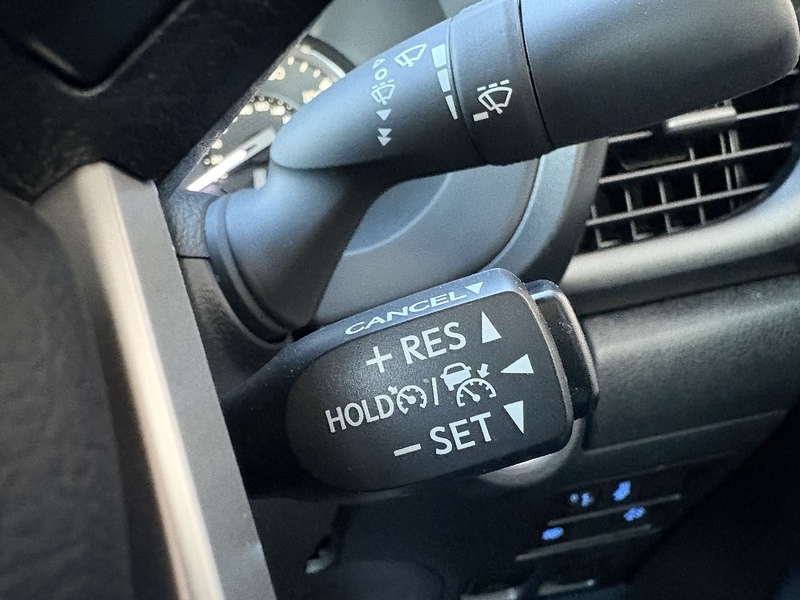 CANCEL
+ RES
HOLD /
− SET